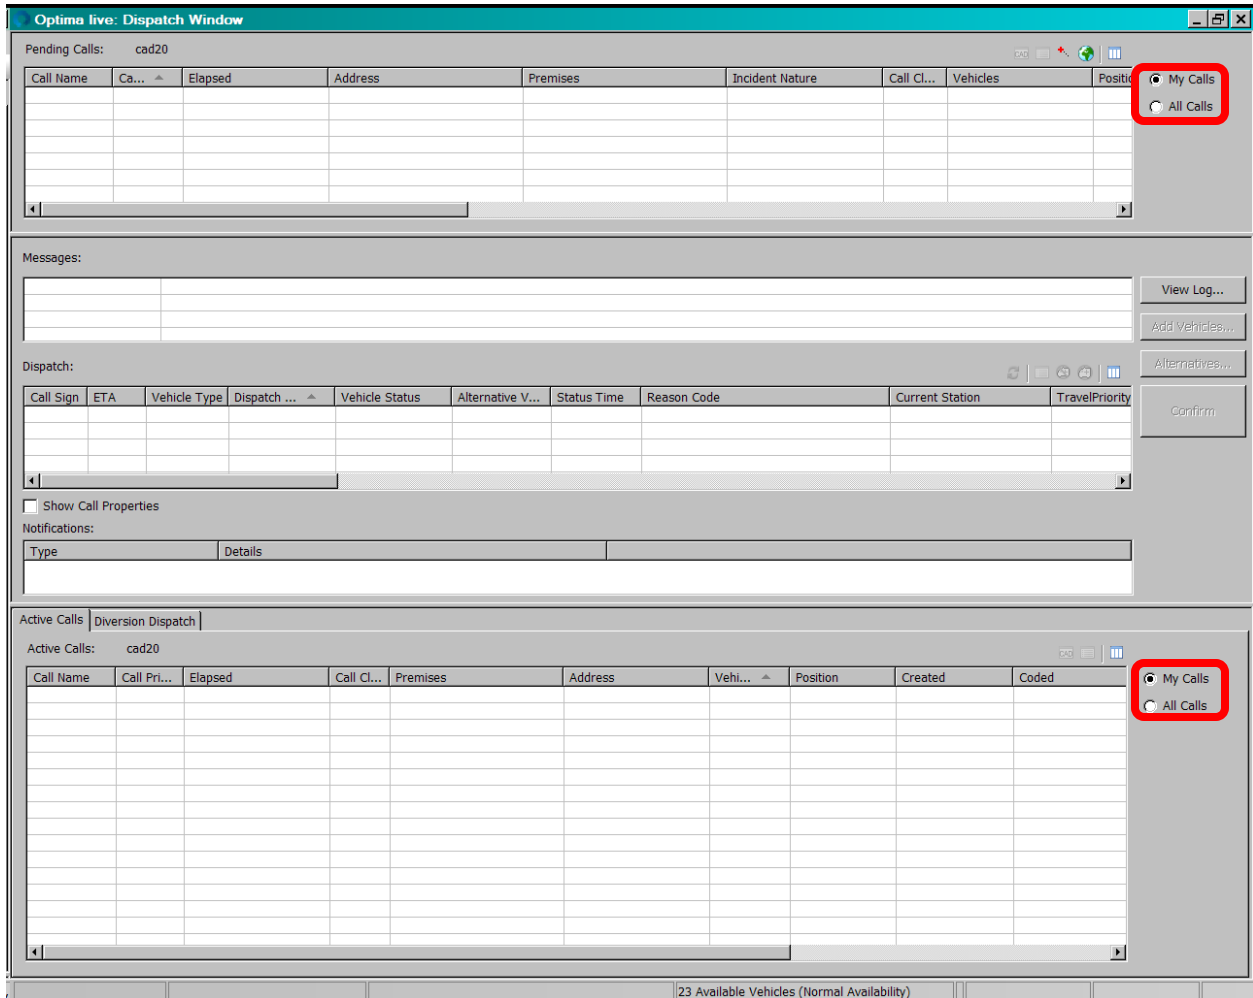 Optima live: Dispatch Window
Pending Calls: cad20
CAD
Call Name Ca... Elapsed Address Premises Incident Nature Call Cl... Vehicles Positic
My Calls
All Calls
Messages:
View Log...
Add Vehicles...
Dispatch:
Alternatives...
Call Sign ETA Vehicle Type Dispatch ... Vehicle Status Alternative V... Status Time Reason Code Current Station TravelPriority
Confirm
Show Call Properties
Notifications:
Type Details
Active Calls Diversion Dispatch
Active Calls: cad20
CAD
Call Name Call Pri... Elapsed Call Cl... Premises Address Vehi... Position Created Coded
My Calls
All Calls
23 Available Vehicles (Normal Availability)